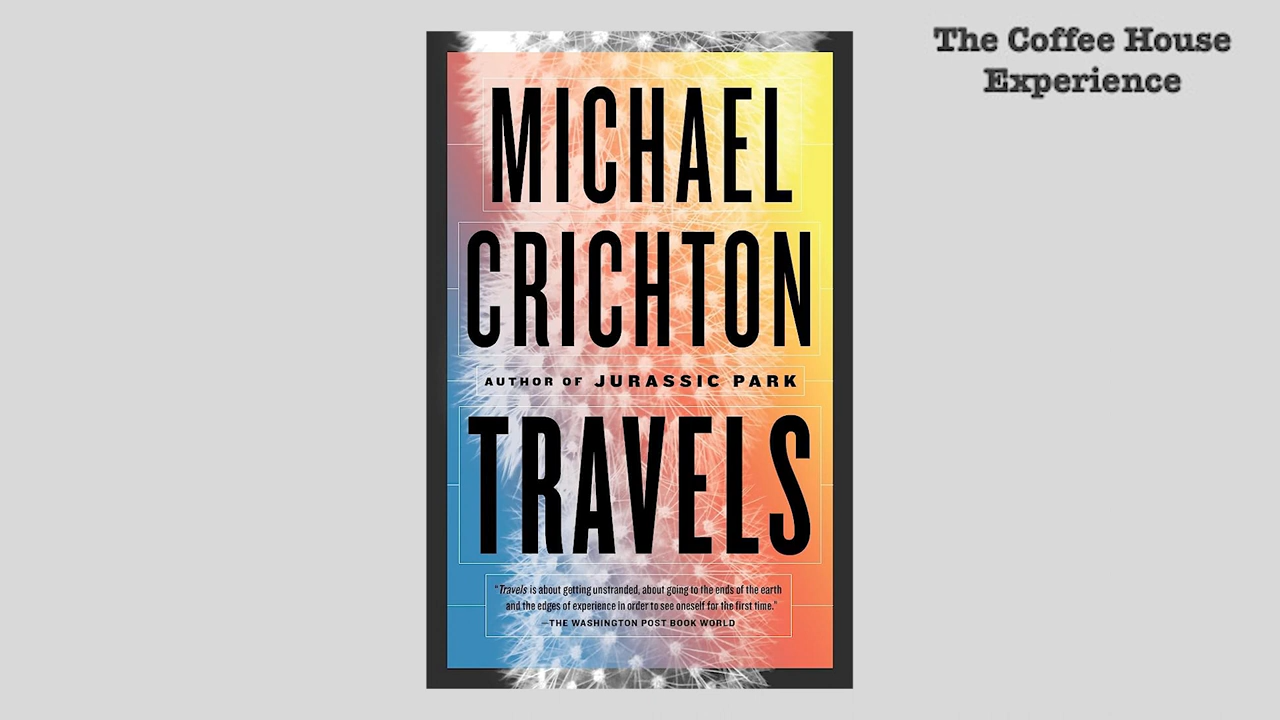 The Coffee House
Experience
MICHAEL
CRICHTON
AUTHOR OF JURASSIC PARK
TRAVELS
"Travels is about getting unstranded, about going to the ends of the earth
and the edges of experience in order to see oneself for the first time."
—THE WASHINGTON POST BOOK WORLD